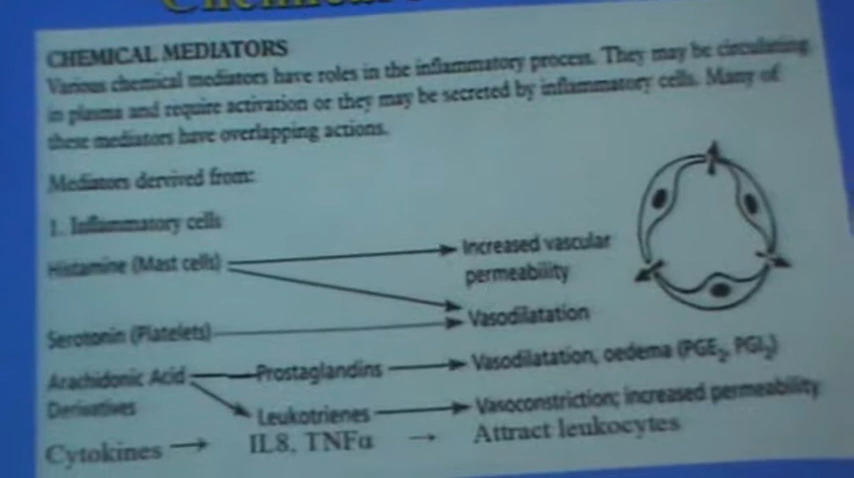 Chemical
CHEMICAL MEDIATORS
Various chemical mediators have roles in the inflammatory process. They may be circulating
in plasma and require activation or they may be secreted by inflammatory cells. Many of
these mediators have overlapping actions.
Mediators dervived from:
1. Inflammatory cells
Histamine (Mast cells)
Increased vascular
permeability
Vasodilatation
Serotonin (Platelets)
Arachidonic Acid
Derivatives
Prostaglandins
Vasodilatation, oedema (PGE₂, PGI₂)
Leukotrienes
Vasoconstriction; increased permeability
Cytokines → IL8, TNFα → Attract leukocytes